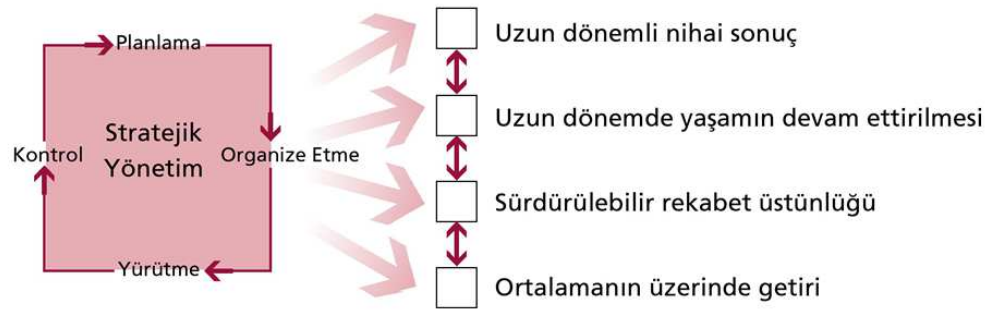 Planlama
Stratejik
Yönetim
Kontrol
Organize Etme
Yürütme
Uzun dönemli nihai sonuç
Uzun dönemde yaşamın devam ettirilmesi
Sürdürülebilir rekabet üstünlüğü
Ortalamanın üzerinde getiri